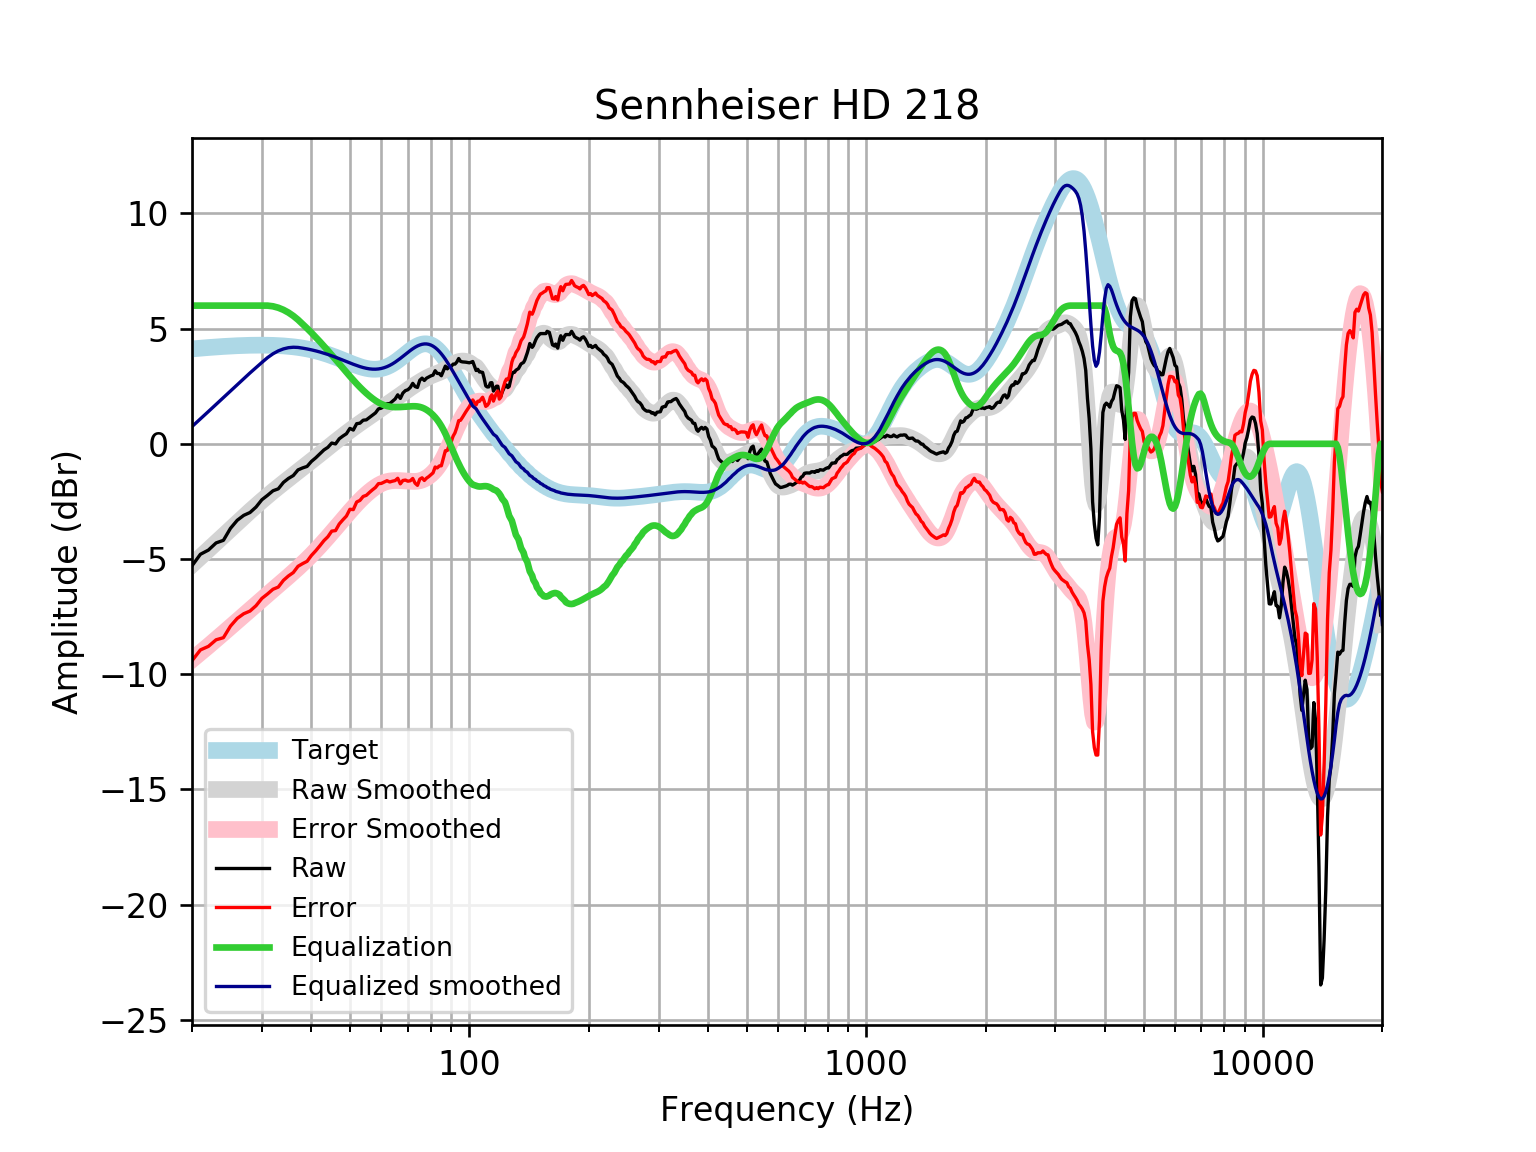 Sennheiser HD 218
10
5
0
−5
−10
−15
−20
−25
Amplitude (dBr)
Target
Raw Smoothed
Error Smoothed
Raw
Error
Equalization
Equalized smoothed
100
1000
10000
Frequency (Hz)